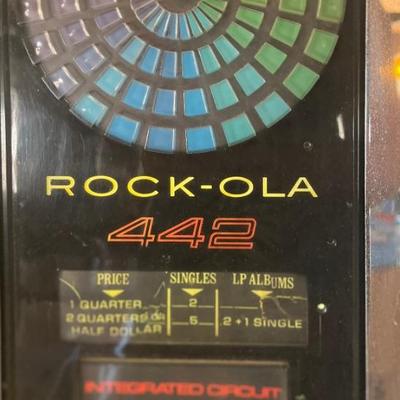 ROCK-OLA
442
PRICE SINGLES LP ALBUMS
1 QUARTER 2
2 QUARTERS OR
HALF DOLLAR 5 2+1 SINGLE
INTEGRATED CIRCUIT